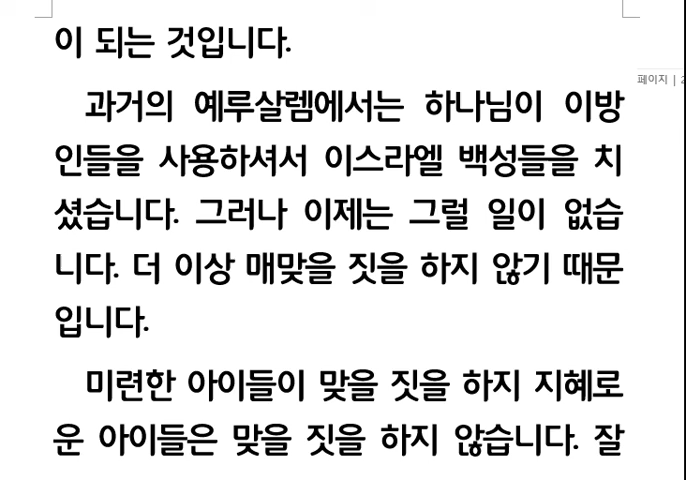 이 되는 것입니다.
페이지 | 2
과거의 예루살렘에서는 하나님이 이방
인들을 사용하셔서 이스라엘 백성들을 치
셨습니다. 그러나 이제는 그럴 일이 없습
니다. 더 이상 매맞을 짓을 하지 않기 때문
입니다.
미련한 아이들이 맞을 짓을 하지 지혜로
운 아이들은 맞을 짓을 하지 않습니다. 잘